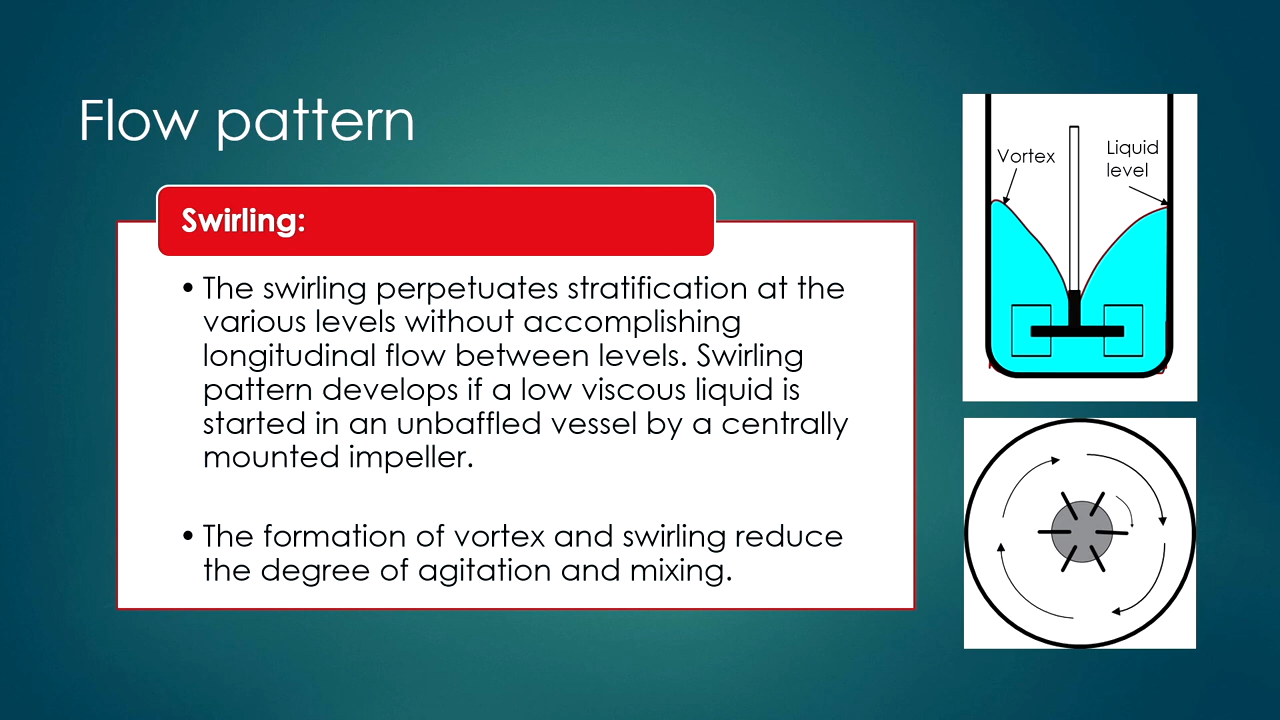 Flow pattern
Swirling:
• The swirling perpetuates stratification at the
various levels without accomplishing
longitudinal flow between levels. Swirling
pattern develops if a low viscous liquid is
started in an unbaffled vessel by a centrally
mounted impeller.
• The formation of vortex and swirling reduce
the degree of agitation and mixing.
Vortex
Liquid
level